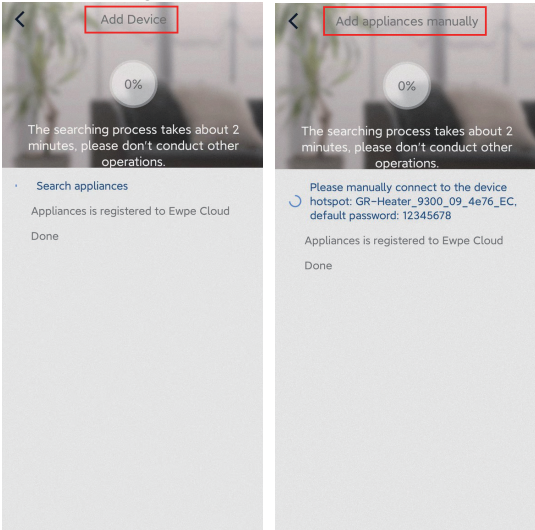 Add Device
0%
The searching process takes about 2
minutes, please don't conduct other
operations.
Search appliances
Appliances is registered to Ewpe Cloud
Done
Add appliances manually
0%
The searching process takes about 2
minutes, please don't conduct other
operations.
Please manually connect to the device
hotspot: GR-Heater_9300_09_4e76_EC,
default password: 12345678
Appliances is registered to Ewpe Cloud
Done